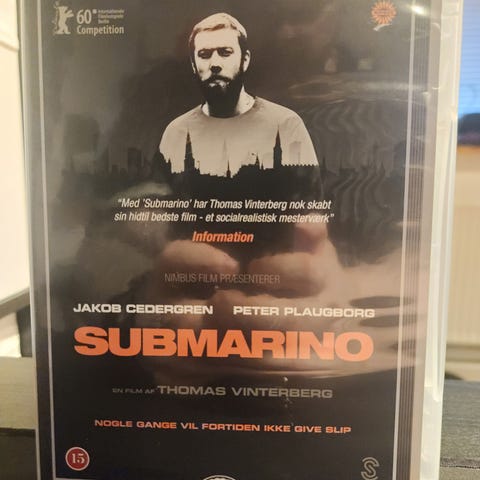 60
Internationale
Filmfestspiele
Berlin
Competition
"Med 'Submarino' har Thomas Vinterberg nok skabt
sin hidtil bedste film - et socialrealistisk mesterværk"
Information
NIMBUS FILM PRÆSENTERER
JAKOB CEDERGREN PETER PLAUGBORG
SUBMARINO
EN FILM AF THOMAS VINTERBERG
NOGLE GANGE VIL FORTIDEN IKKE GIVE SLIP
15
S